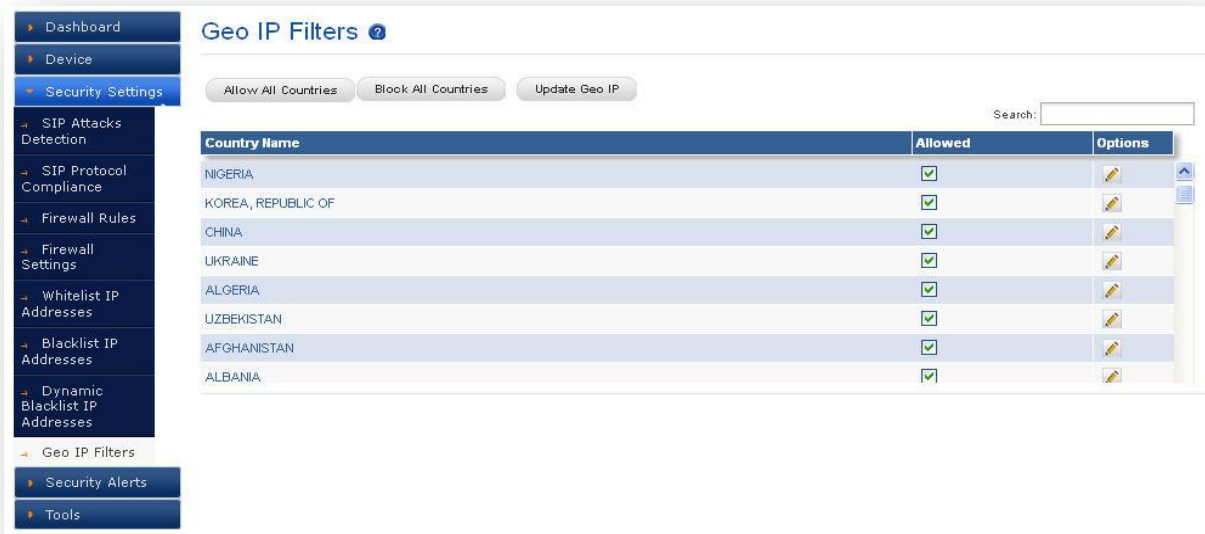 Dashboard
Device
Security Settings
SIP Attacks
Detection
SIP Protocol
Compliance
Firewall Rules
Firewall
Settings
Whitelist IP
Addresses
Blacklist IP
Addresses
Dynamic
Blacklist IP
Addresses
Geo IP Filters
Security Alerts
Tools
Geo IP Filters ?
Allow All Countries Block All Countries Update Geo IP
Search:
Country Name Allowed Options
NIGERIA
KOREA, REPUBLIC OF
CHINA
UKRAINE
ALGERIA
UZBEKISTAN
AFGHANISTAN
ALBANIA